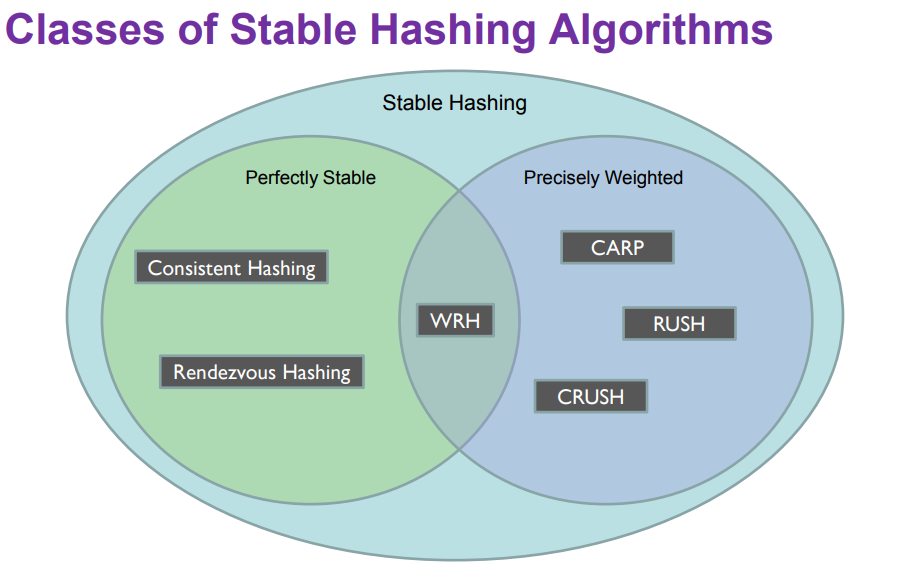 Classes of Stable Hashing Algorithms
Stable Hashing
Perfectly Stable
Precisely Weighted
Consistent Hashing
Rendezvous Hashing
WRH
CARP
RUSH
CRUSH